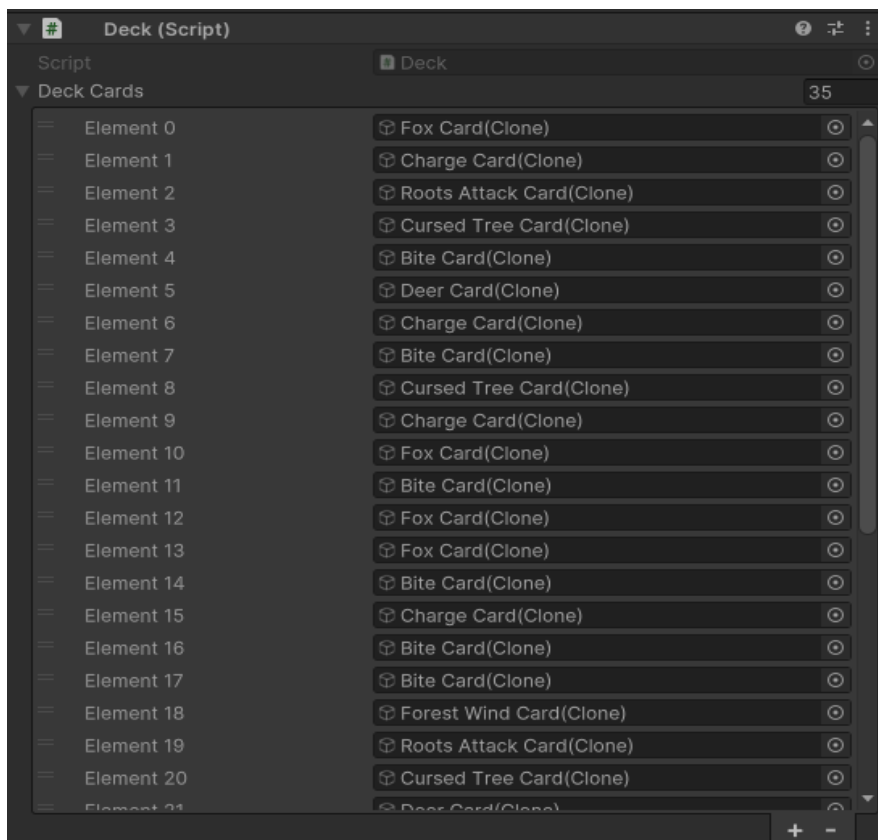 Deck (Script)
Script Deck
Deck Cards 35
Element 0 Fox Card(Clone)
Element 1 Charge Card(Clone)
Element 2 Roots Attack Card(Clone)
Element 3 Cursed Tree Card(Clone)
Element 4 Bite Card(Clone)
Element 5 Deer Card(Clone)
Element 6 Charge Card(Clone)
Element 7 Bite Card(Clone)
Element 8 Cursed Tree Card(Clone)
Element 9 Charge Card(Clone)
Element 10 Fox Card(Clone)
Element 11 Bite Card(Clone)
Element 12 Fox Card(Clone)
Element 13 Fox Card(Clone)
Element 14 Bite Card(Clone)
Element 15 Charge Card(Clone)
Element 16 Bite Card(Clone)
Element 17 Bite Card(Clone)
Element 18 Forest Wind Card(Clone)
Element 19 Roots Attack Card(Clone)
Element 20 Cursed Tree Card(Clone)
Element 21 Deer Card(Clone)